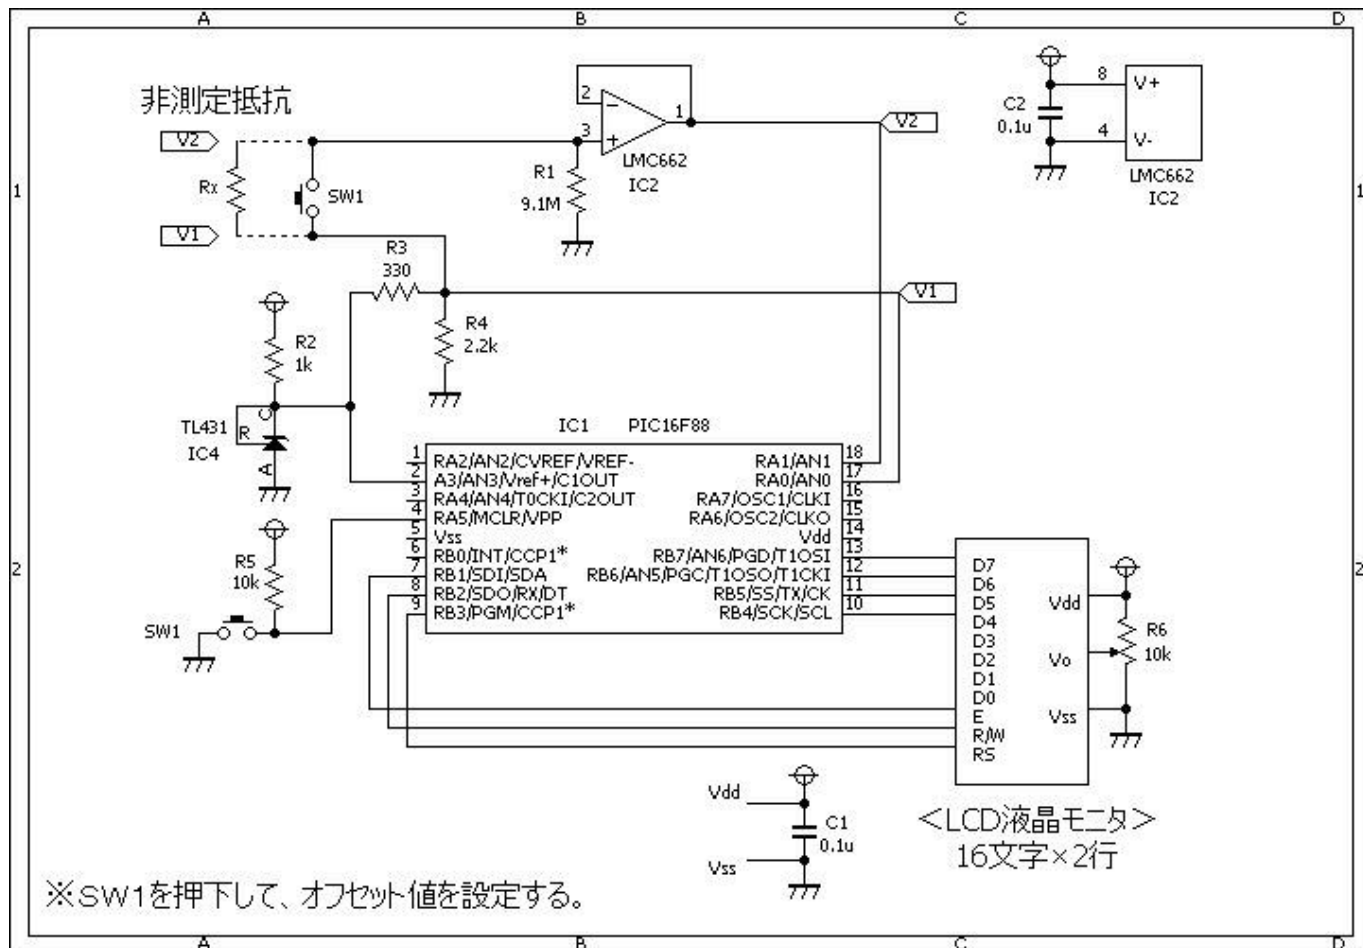 A
B
C
D
1
2
1
2
A
B
C
D
非測定抵抗
V2
Rx
V1
SW1
2
3
1
−
+
LMC662
IC2
R1
9.1M
V2
C2
0.1u
8
V+
4
V-
LMC662
IC2
R3
330
V1
R4
2.2k
R2
1k
TL431
IC4
R
A
IC1 PIC16F88
1 RA2/AN2/CVREF/VREF-
2 A3/AN3/Vref+/C1OUT
3 RA4/AN4/T0CKI/C2OUT
4 RA5/MCLR/VPP
5 Vss
6 RB0/INT/CCP1*
7 RB1/SDI/SDA
8 RB2/SDO/RX/DT
9 RB3/PGM/CCP1*
RA1/AN1 18
RA0/AN0 17
RA7/OSC1/CLKI 16
RA6/OSC2/CLKO 15
Vdd 14
RB7/AN6/PGD/T1OSI 13
RB6/AN5/PGC/T1OSO/T1CKI 12
RB5/SS/TX/CK 11
RB4/SCK/SCL 10
R5
10k
SW1
D7
D6
D5
D4
D3
D2
D1
D0
E
R/W
RS
Vdd
Vo
Vss
R6
10k
Vdd
Vss
C1
0.1u
<LCD液晶モニタ>
16文字×2行
※SW1を押下して、オフセット値を設定する。